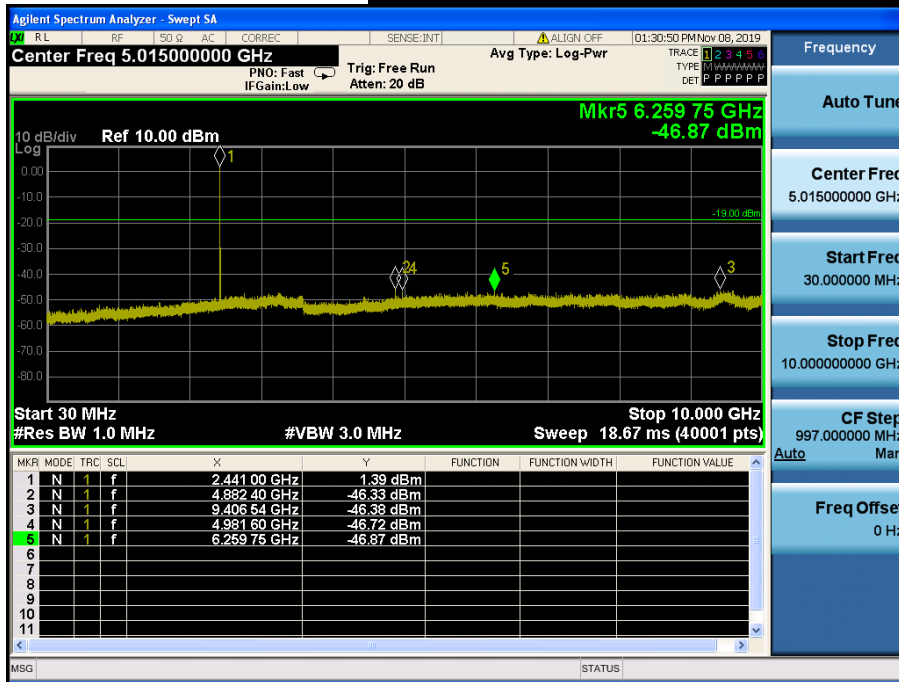 Agilent Spectrum Analyzer - Swept SA
LXI RL RF 50 Ω AC CORREC SENSE:INT ALIGN OFF 01:30:50 PM Nov 08, 2019
Center Freq 5.015000000 GHz
PNO: Fast
IFGain:Low
Trig: Free Run
Atten: 20 dB
Avg Type: Log-Pwr
TRACE 1 2 3 4 5 6
TYPE MWWWWW
DET P P P P P P
Mkr5 6.259 75 GHz
-46.87 dBm
10 dB/div Ref 10.00 dBm
Log
0.00
-10.0
-20.0
-30.0
-40.0
-50.0
-60.0
-70.0
-80.0
1
-19.00 dBm
2 4
5
3
Start 30 MHz Stop 10.000 GHz
#Res BW 1.0 MHz #VBW 3.0 MHz Sweep 18.67 ms (40001 pts)
MKR MODE TRC SCL X Y FUNCTION FUNCTION WIDTH FUNCTION VALUE
1 N 1 f 2.441 00 GHz 1.39 dBm
2 N 1 f 4.882 40 GHz -46.33 dBm
3 N 1 f 9.406 54 GHz -46.38 dBm
4 N 1 f 4.981 60 GHz -46.72 dBm
5 N 1 f 6.259 75 GHz -46.87 dBm
6
7
8
9
10
11
MSG STATUS
Frequency
Auto Tune
Center Freq
5.015000000 GHz
Start Freq
30.000000 MHz
Stop Freq
10.000000000 GHz
CF Step
997.000000 MHz
Auto Man
Freq Offset
0 Hz